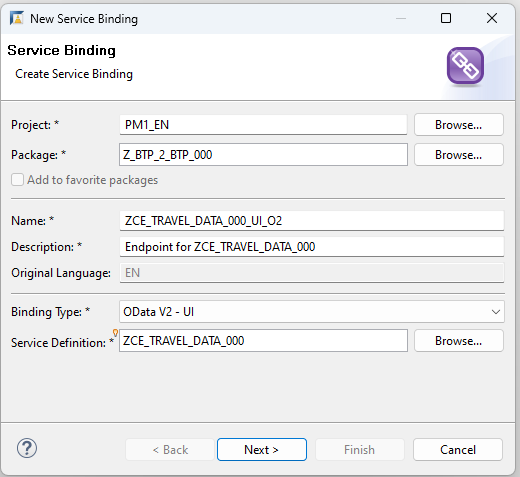 New Service Binding
Service Binding
Create Service Binding
Project: * PM1_EN Browse...
Package: * Z_BTP_2_BTP_000 Browse...
Add to favorite packages
Name: * ZCE_TRAVEL_DATA_000_UI_O2
Description: * Endpoint for ZCE_TRAVEL_DATA_000
Original Language: EN
Binding Type: * OData V2 - UI
Service Definition: * ZCE_TRAVEL_DATA_000 Browse...
? < Back Next > Finish Cancel